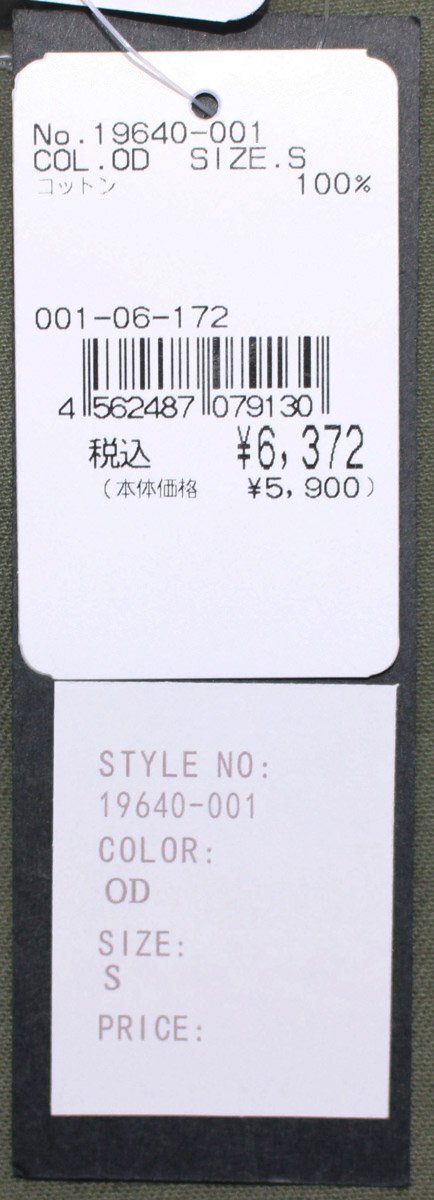 No.19640-001
COL.OD SIZE.S
コットン 100%
001-06-172
4 562487 079130
税込 ¥6,372
(本体価格 ¥5,900)
STYLE NO:
19640-001
COLOR:
OD
SIZE:
S
PRICE: